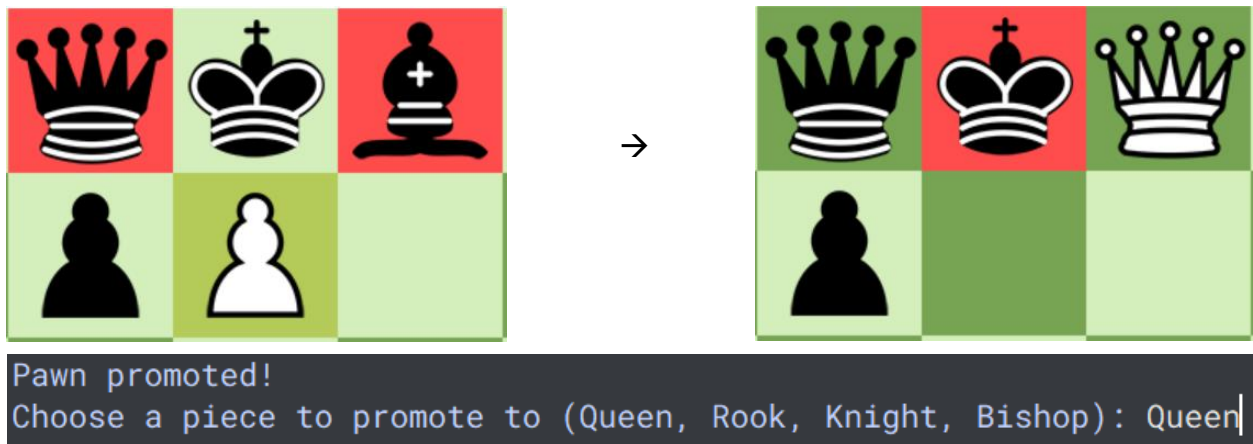 →
Pawn promoted!
Choose a piece to promote to (Queen, Rook, Knight, Bishop): Queen